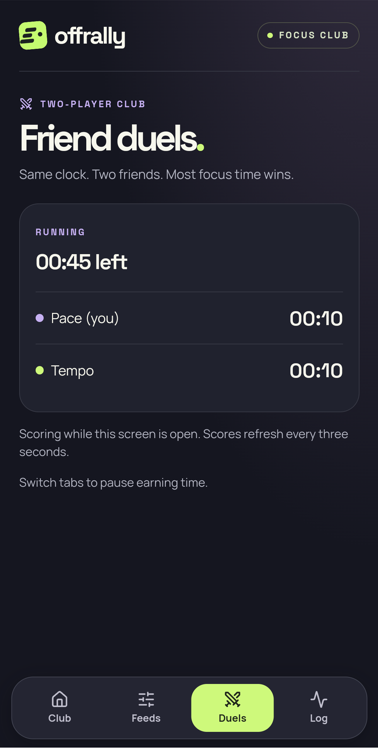 offrally
FOCUS CLUB
TWO-PLAYER CLUB
Friend duels.
Same clock. Two friends. Most focus time wins.
RUNNING
00:45 left
Pace (you)
00:10
Tempo
00:10
Scoring while this screen is open. Scores refresh every three
seconds.
Switch tabs to pause earning time.
Club
Feeds
Duels
Log